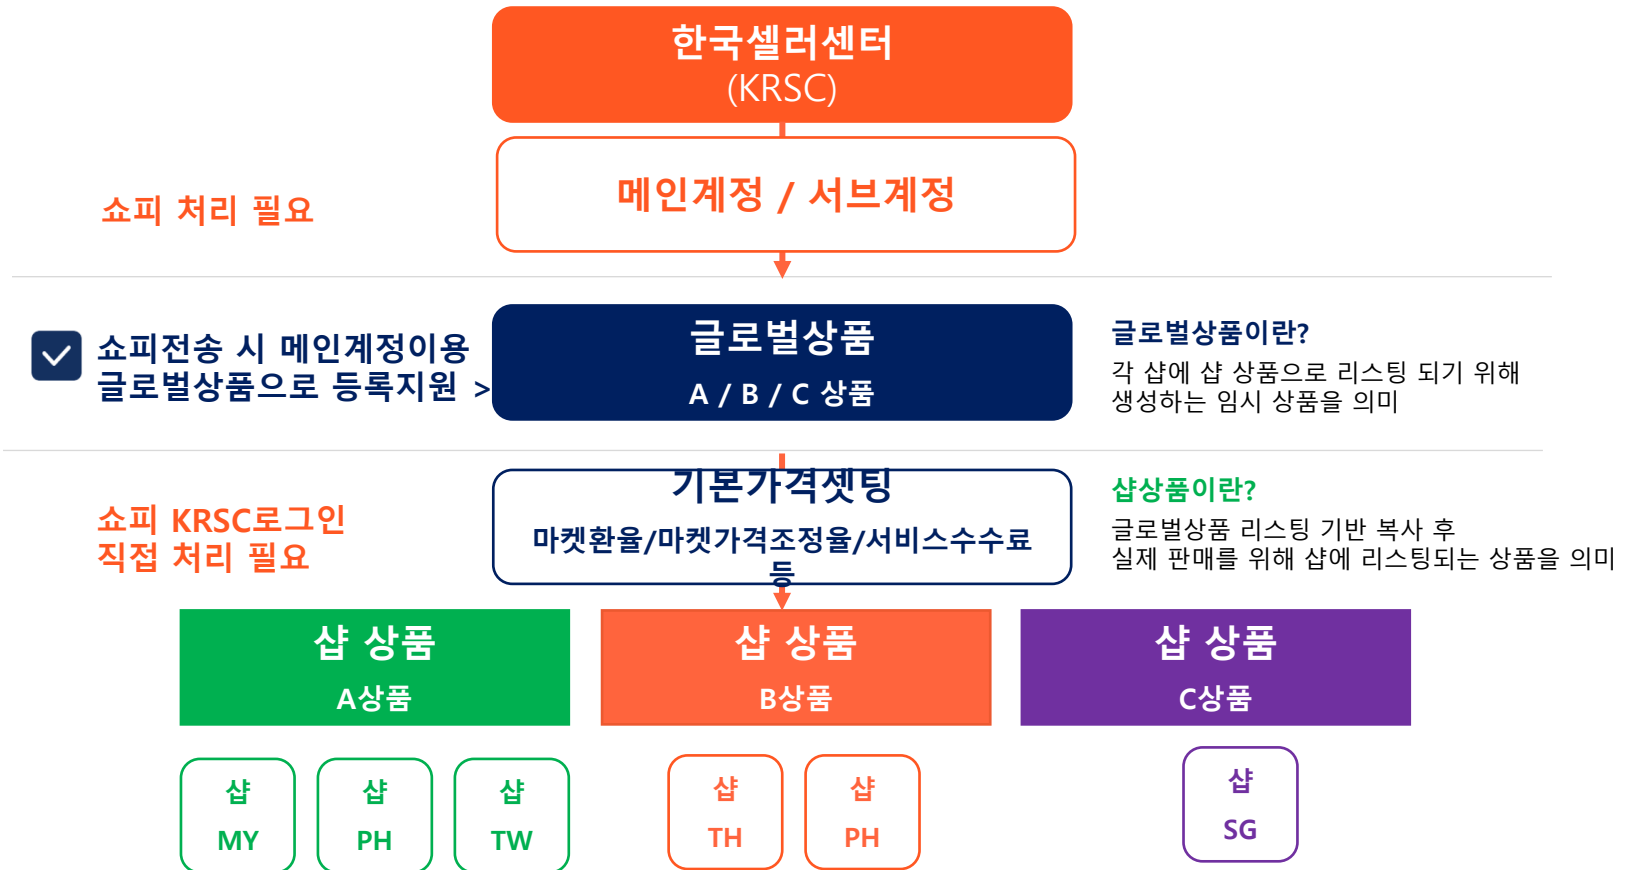 한국셀러센터
(KRSC)
메인계정 / 서브계정
쇼피 처리 필요
쇼피전송 시 메인계정이용
글로벌상품으로 등록지원 >
글로벌상품
A / B / C 상품
글로벌상품이란?
각 샵에 샵 상품으로 리스팅 되기 위해
생성하는 임시 상품을 의미
쇼피 KRSC로그인
직접 처리 필요
기본가격셋팅
마켓환율/마켓가격조정율/서비스수수료
등
샵상품이란?
글로벌상품 리스팅 기반 복사 후
실제 판매를 위해 샵에 리스팅되는 상품을 의미
샵 상품
A상품
샵 상품
B상품
샵 상품
C상품
샵
MY
샵
PH
샵
TW
샵
TH
샵
PH
샵
SG